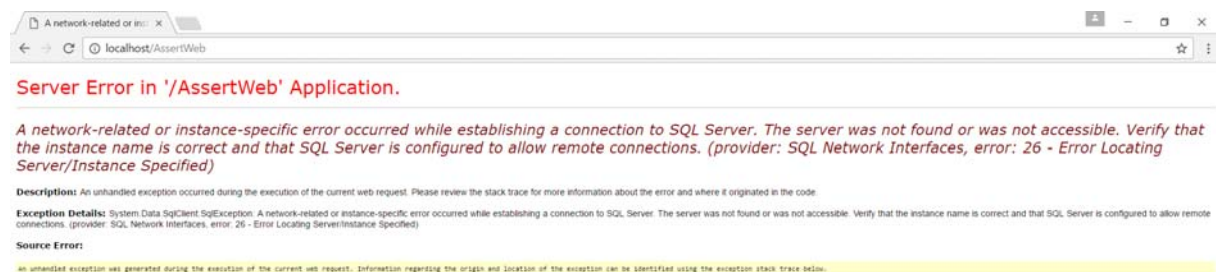 A network-related or ins
localhost/AssertWeb
Server Error in '/AssertWeb' Application.
A network-related or instance-specific error occurred while establishing a connection to SQL Server. The server was not found or was not accessible. Verify that
the instance name is correct and that SQL Server is configured to allow remote connections. (provider: SQL Network Interfaces, error: 26 - Error Locating
Server/Instance Specified)
Description: An unhandled exception occurred during the execution of the current web request. Please review the stack trace for more information about the error and where it originated in the code.
Exception Details: System.Data.SqlClient.SqlException: A network-related or instance-specific error occurred while establishing a connection to SQL Server. The server was not found or was not accessible. Verify that the instance name is correct and that SQL Server is configured to allow remote
connections. (provider: SQL Network Interfaces, error: 26 - Error Locating Server/Instance Specified)
Source Error:
An unhandled exception was generated during the execution of the current web request. Information regarding the origin and location of the exception can be identified using the exception stack trace below.